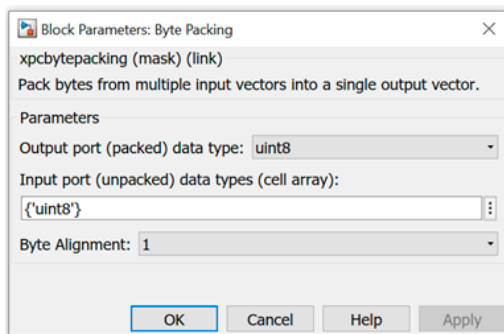 Block Parameters: Byte Packing
xpcbytepacking (mask) (link)
Pack bytes from multiple input vectors into a single output vector.
Parameters
Output port (packed) data type: uint8
Input port (unpacked) data types (cell array):
{'uint8'}
Byte Alignment: 1
OK Cancel Help Apply